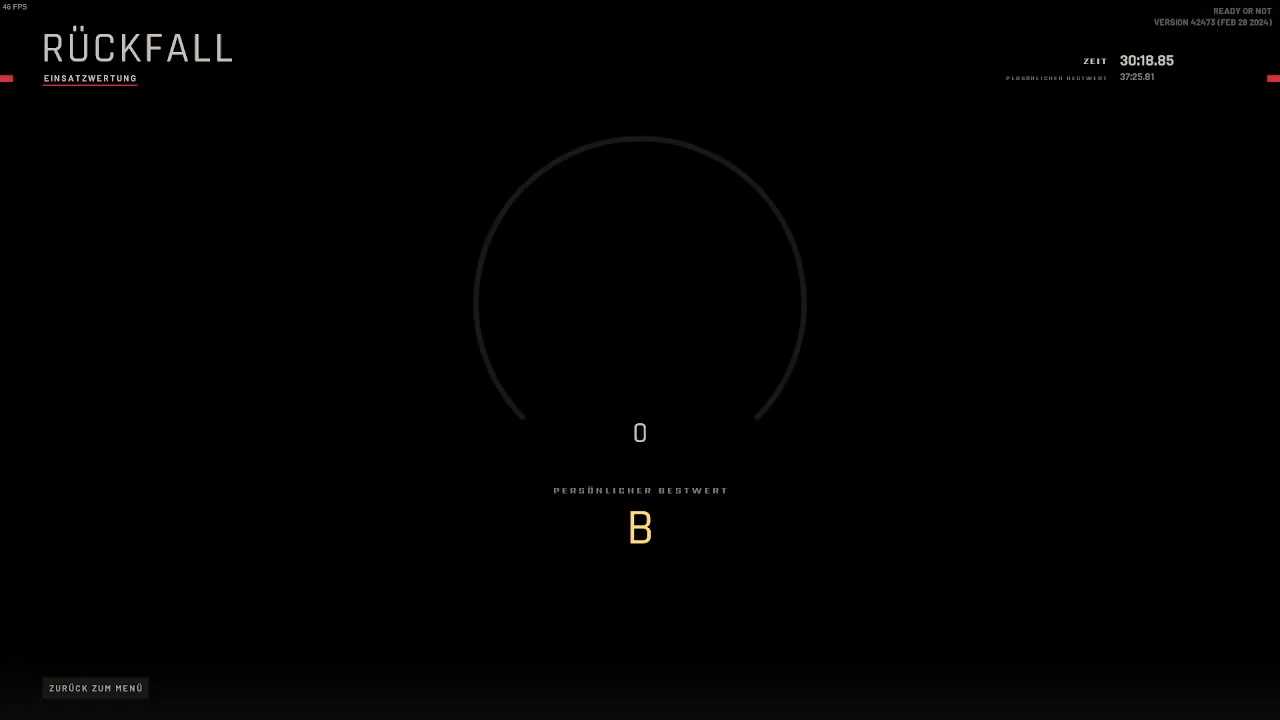 46 FPS
READY OR NOT
VERSION 42473 (FEB 28 2024)
RÜCKFALL
EINSATZWERTUNG
ZEIT 30:18.85
PERSÖNLICHER BESTWERT 37:25.81
0
PERSÖNLICHER BESTWERT
B
ZURÜCK ZUM MENÜ